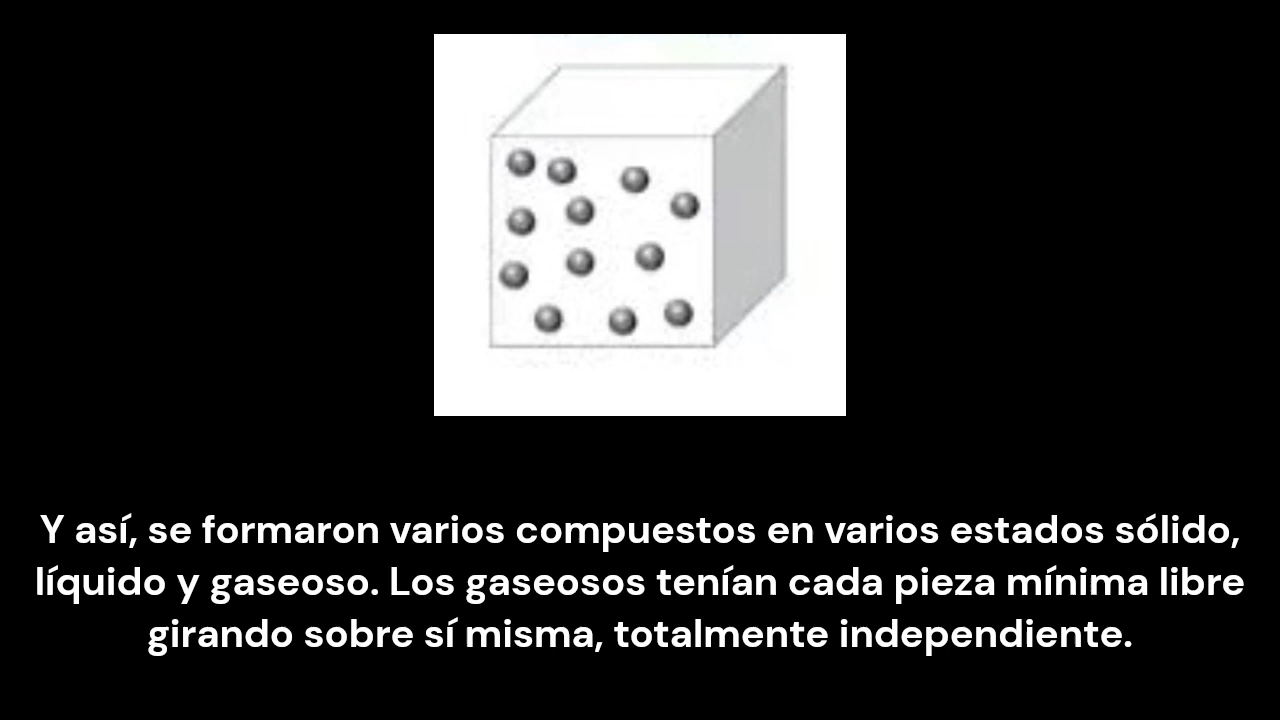 Y así, se formaron varios compuestos en varios estados sólido,
líquido y gaseoso. Los gaseosos tenían cada pieza mínima libre
girando sobre sí misma, totalmente independiente.